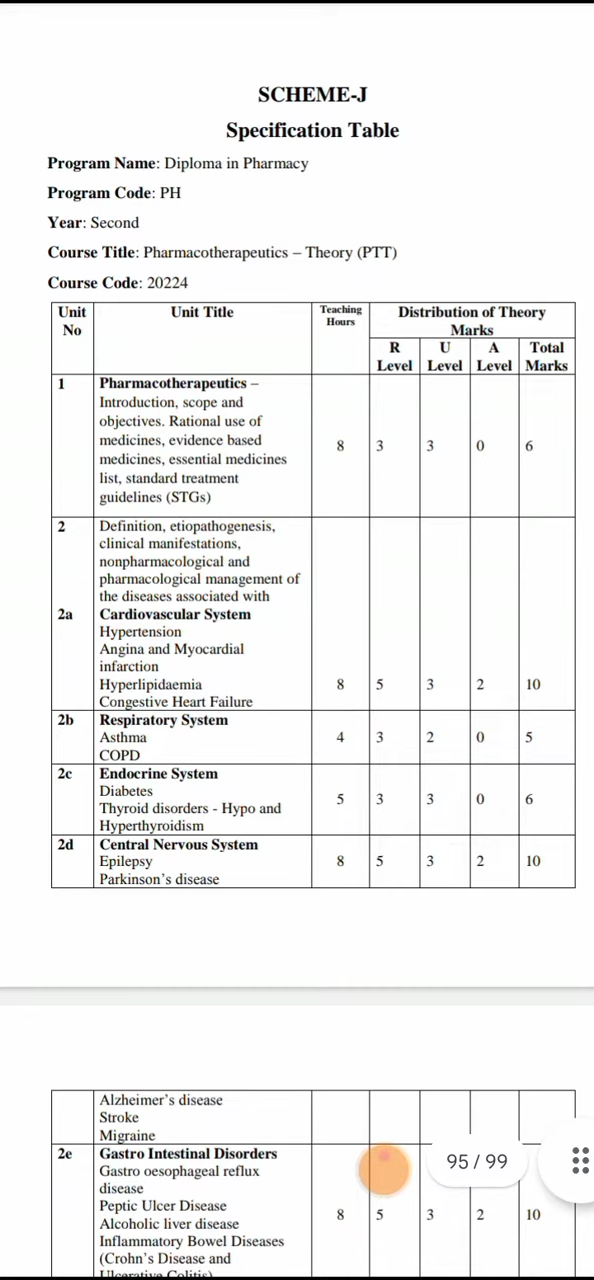 SCHEME-J
Specification Table
Program Name: Diploma in Pharmacy
Program Code: PH
Year: Second
Course Title: Pharmacotherapeutics – Theory (PTT)
Course Code: 20224
Unit No Unit Title Teaching Hours Distribution of Theory Marks
R Level U Level A Level Total Marks
1 Pharmacotherapeutics –
Introduction, scope and
objectives. Rational use of
medicines, evidence based
medicines, essential medicines
list, standard treatment
guidelines (STGs)
8 3 3 0 6
2 Definition, etiopathogenesis,
clinical manifestations,
nonpharmacological and
pharmacological management of
the diseases associated with
2a Cardiovascular System
Hypertension
Angina and Myocardial
infarction
Hyperlipidaemia 8 5 3 2 10
Congestive Heart Failure
2b Respiratory System
Asthma 4 3 2 0 5
COPD
2c Endocrine System
Diabetes
5 3 3 0 6
Thyroid disorders - Hypo and
Hyperthyroidism
2d Central Nervous System
Epilepsy 8 5 3 2 10
Parkinson's disease
Alzheimer's disease
Stroke
Migraine
2e Gastro Intestinal Disorders
95 / 99
Gastro oesophageal reflux
disease
Peptic Ulcer Disease
8 5 3 2 10
Alcoholic liver disease
Inflammatory Bowel Diseases
(Crohn's Disease and
Ulcerative Colitis)